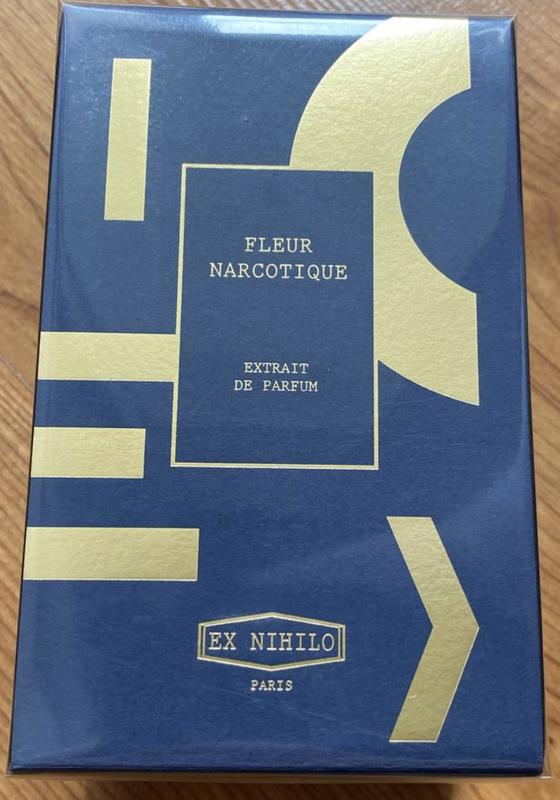 FLEUR
NARCOTIQUE
EXTRAIT
DE PARFUM
EX NIHILO
PARIS